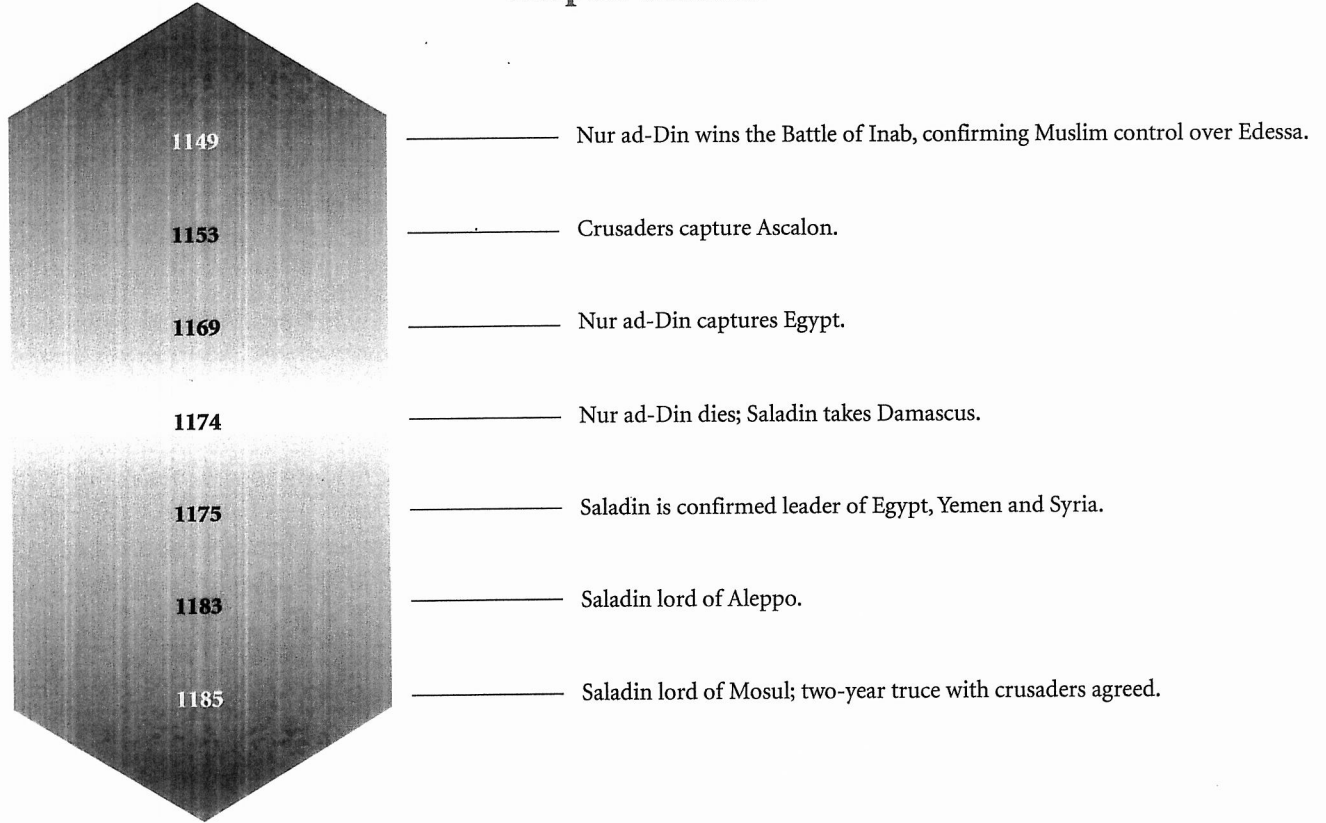 1149 Nur ad-Din wins the Battle of Inab, confirming Muslim control over Edessa.
1153 Crusaders capture Ascalon.
1169 Nur ad-Din captures Egypt.
1174 Nur ad-Din dies; Saladin takes Damascus.
1175 Saladin is confirmed leader of Egypt, Yemen and Syria.
1183 Saladin lord of Aleppo.
1185 Saladin lord of Mosul; two-year truce with crusaders agreed.